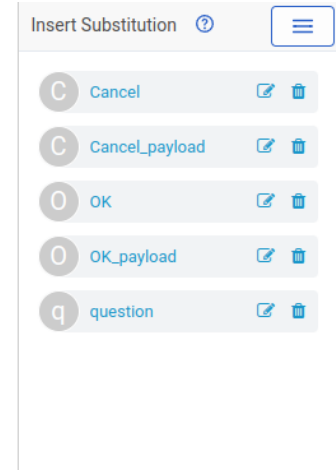 Insert Substitution ?
C Cancel
C Cancel_payload
O OK
O OK_payload
q question